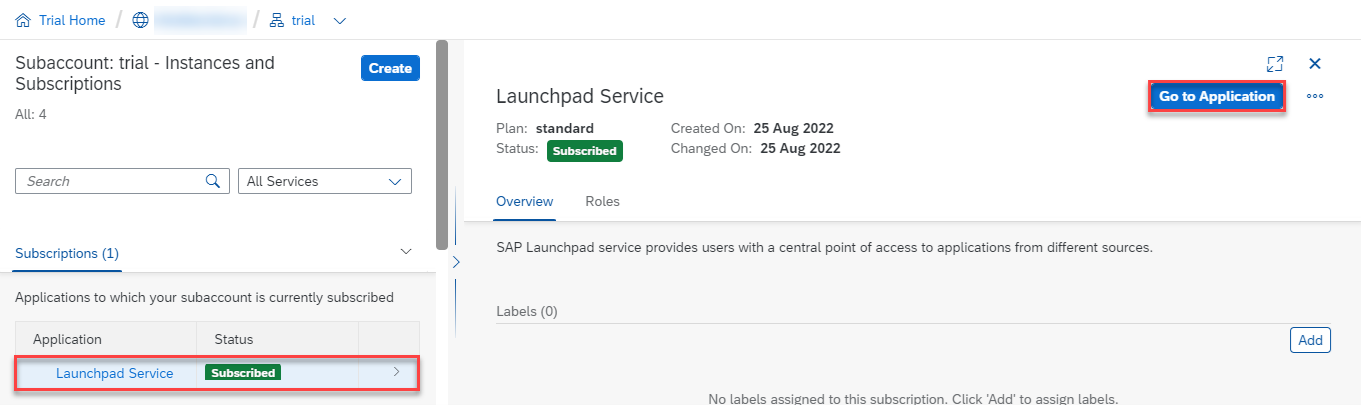 Trial Home / / trial
Subaccount: trial - Instances and
Subscriptions
Create
All: 4
Search
All Services
Subscriptions (1)
Applications to which your subaccount is currently subscribed
Application Status
Launchpad Service Subscribed
Launchpad Service
Go to Application
Plan: standard Created On: 25 Aug 2022
Status: Subscribed Changed On: 25 Aug 2022
Overview Roles
SAP Launchpad service provides users with a central point of access to applications from different sources.
Labels (0)
Add
No labels assigned to this subscription. Click 'Add' to assign labels.